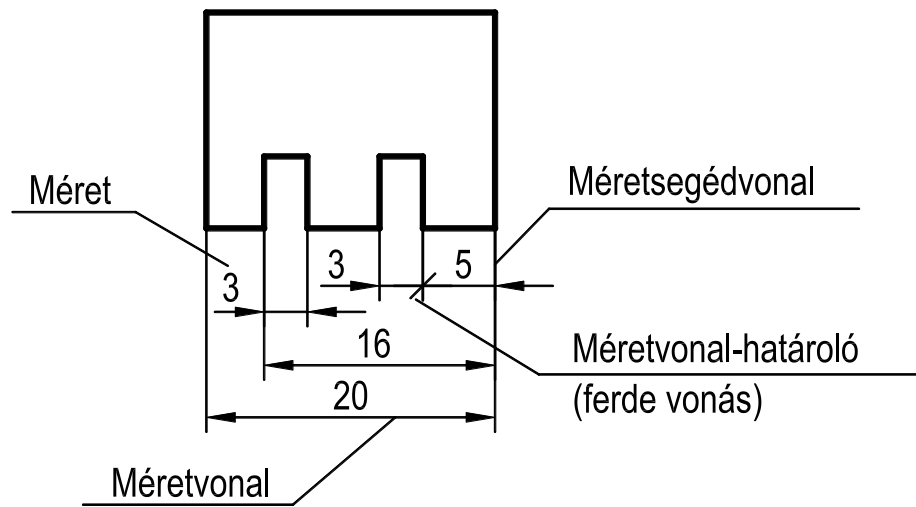 Méret
Méretsegédvonal
3
3
5
16
Méretvonal-határoló
(ferde vonás)
20
Méretvonal